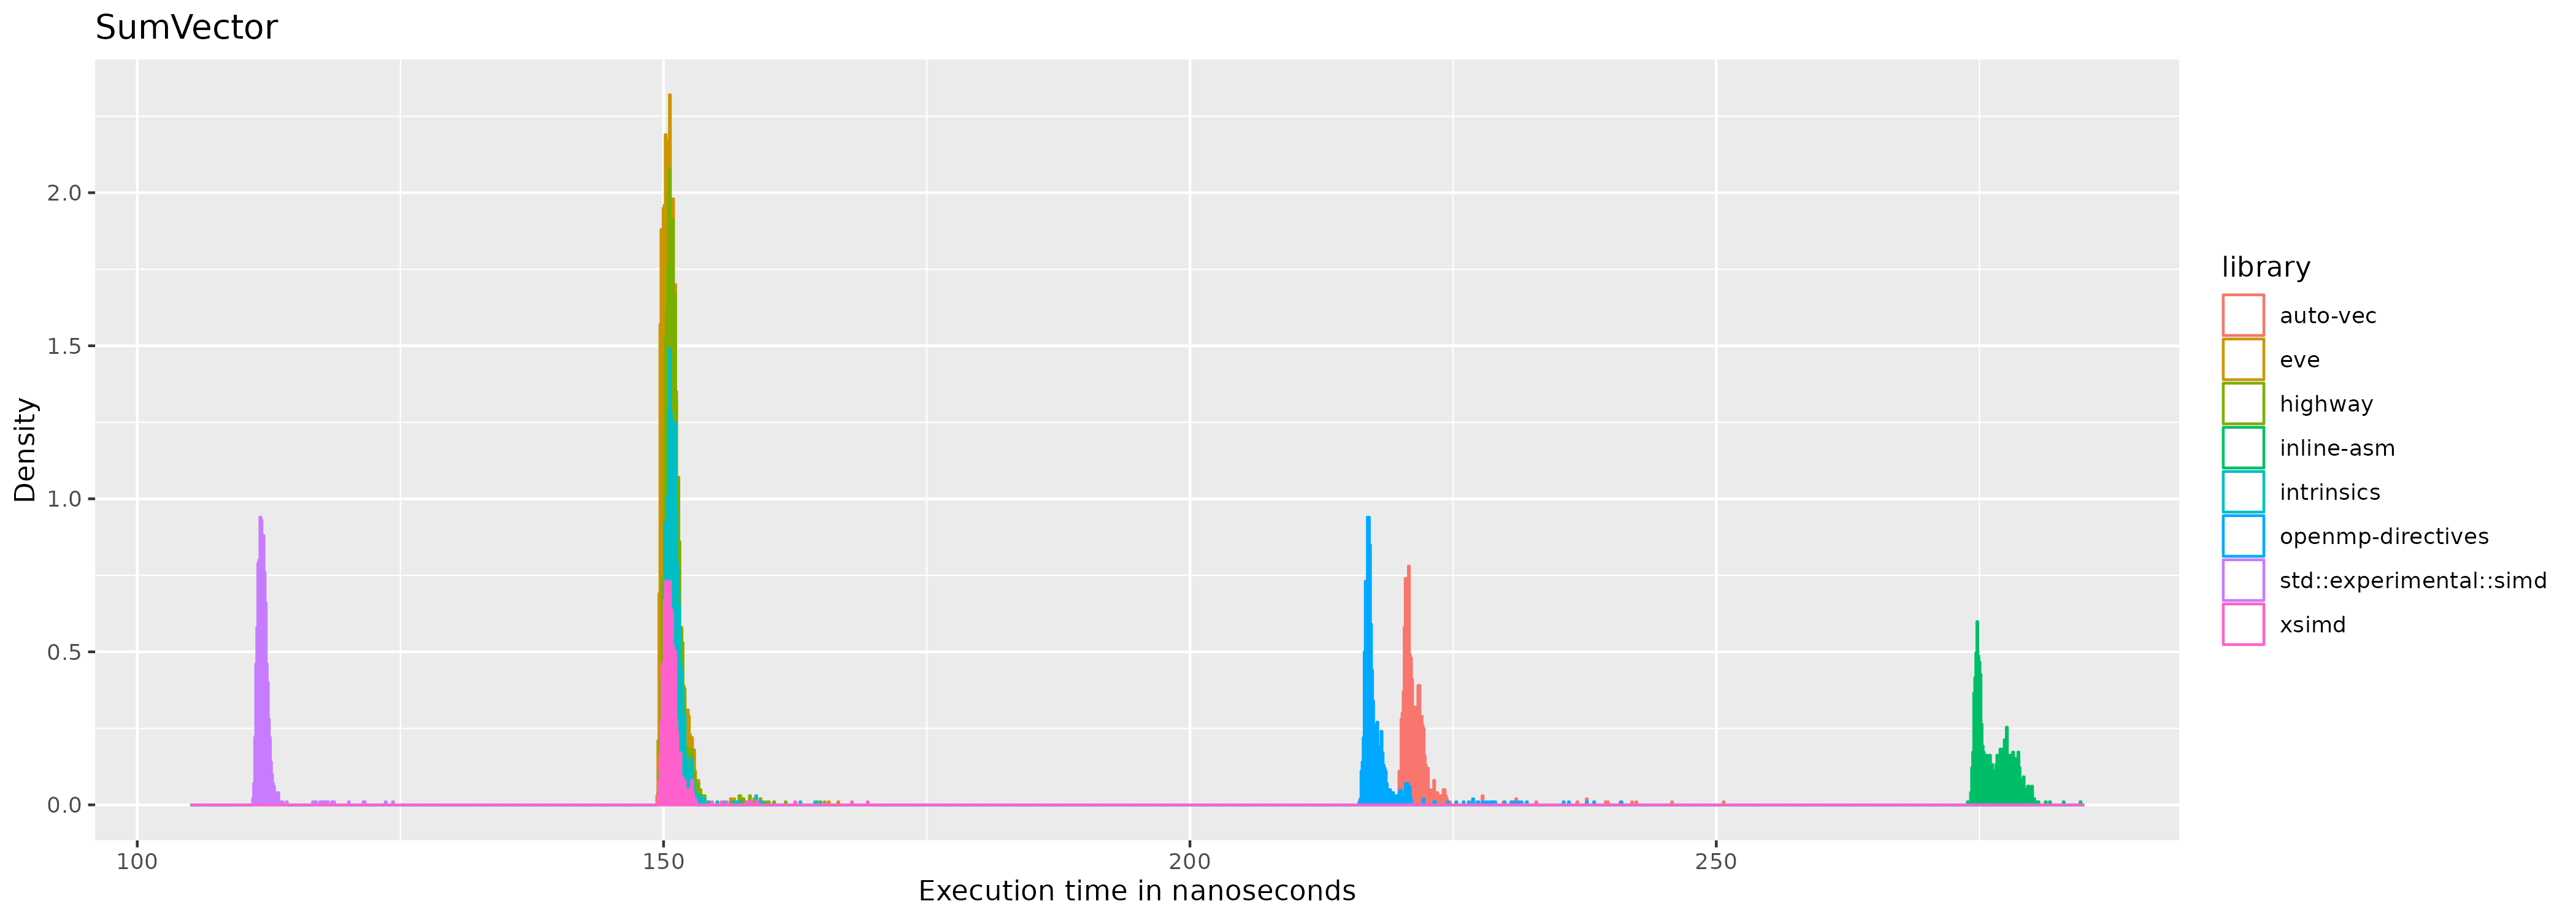 SumVector
Density
2.0
1.5
1.0
0.5
0.0
100
150
200
250
Execution time in nanoseconds
library
auto-vec
eve
highway
inline-asm
intrinsics
openmp-directives
std::experimental::simd
xsimd